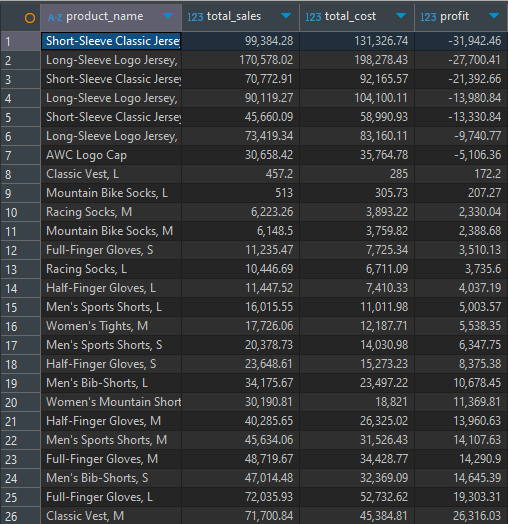 A-Z product_name 123 total_sales 123 total_cost 123 profit
1 Short-Sleeve Classic Jerse 99,384.28 131,326.74 -31,942.46
2 Long-Sleeve Logo Jersey, 170,578.02 198,278.43 -27,700.41
3 Short-Sleeve Classic Jerse 70,772.91 92,165.57 -21,392.66
4 Long-Sleeve Logo Jersey, 90,119.27 104,100.11 -13,980.84
5 Short-Sleeve Classic Jerse 45,660.09 58,990.93 -13,330.84
6 Long-Sleeve Logo Jersey, 73,419.34 83,160.11 -9,740.77
7 AWC Logo Cap 30,658.42 35,764.78 -5,106.36
8 Classic Vest, L 457.2 285 172.2
9 Mountain Bike Socks, L 513 305.73 207.27
10 Racing Socks, M 6,223.26 3,893.22 2,330.04
11 Mountain Bike Socks, M 6,148.5 3,759.82 2,388.68
12 Full-Finger Gloves, S 11,235.47 7,725.34 3,510.13
13 Racing Socks, L 10,446.69 6,711.09 3,735.6
14 Half-Finger Gloves, L 11,447.52 7,410.33 4,037.19
15 Men's Sports Shorts, L 16,015.55 11,011.98 5,003.57
16 Women's Tights, M 17,726.06 12,187.71 5,538.35
17 Men's Sports Shorts, S 20,378.73 14,030.98 6,347.75
18 Half-Finger Gloves, S 23,648.61 15,273.23 8,375.38
19 Men's Bib-Shorts, L 34,175.67 23,497.22 10,678.45
20 Women's Mountain Short 30,190.81 18,821 11,369.81
21 Half-Finger Gloves, M 40,285.65 26,325.02 13,960.63
22 Men's Sports Shorts, M 45,634.06 31,526.43 14,107.63
23 Full-Finger Gloves, M 48,719.67 34,428.77 14,290.9
24 Men's Bib-Shorts, S 47,014.48 32,369.09 14,645.39
25 Full-Finger Gloves, L 72,035.93 52,732.62 19,303.31
26 Classic Vest, M 71,700.84 45,384.81 26,316.03